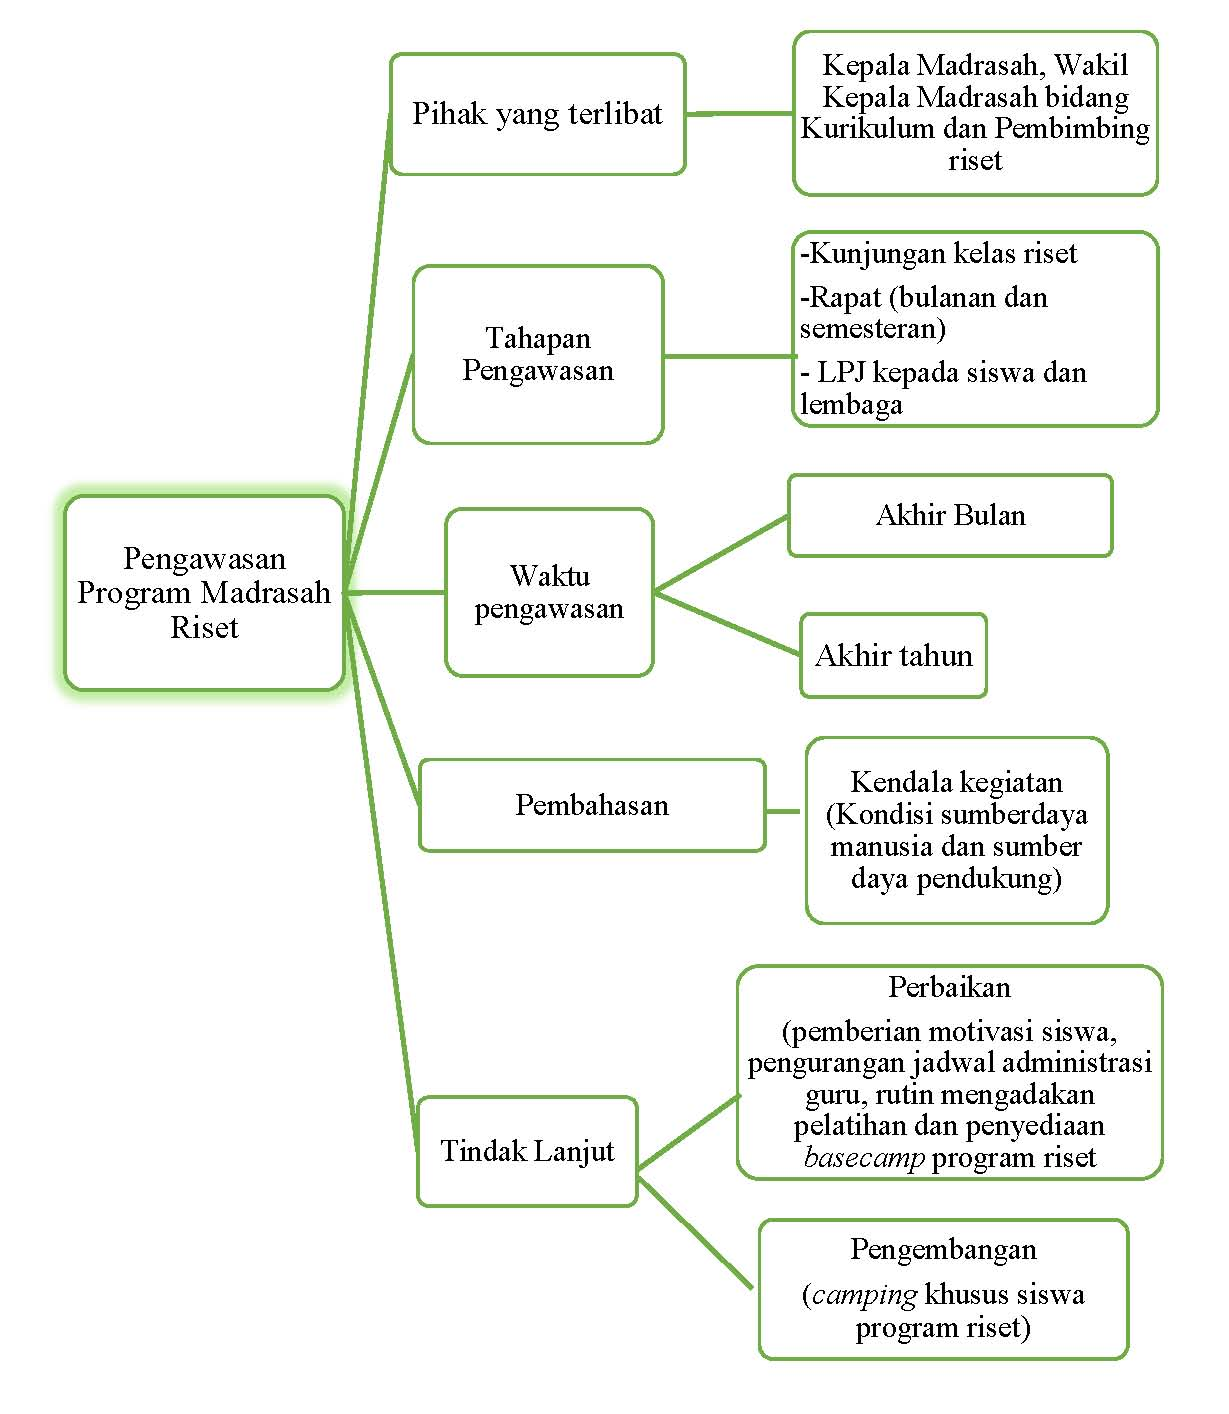 Pengawasan
Program Madrasah
Riset
Pihak yang terlibat
Kepala Madrasah, Wakil
Kepala Madrasah bidang
Kurikulum dan Pembimbing
riset
Tahapan
Pengawasan
-Kunjungan kelas riset
-Rapat (bulanan dan
semesteran)
- LPJ kepada siswa dan
lembaga
Waktu
pengawasan
Akhir Bulan
Akhir tahun
Pembahasan
Kendala kegiatan
(Kondisi sumberdaya
manusia dan sumber
daya pendukung)
Tindak Lanjut
Perbaikan
(pemberian motivasi siswa,
pengurangan jadwal administrasi
guru, rutin mengadakan
pelatihan dan penyediaan
basecamp program riset
Pengembangan
(camping khusus siswa
program riset)